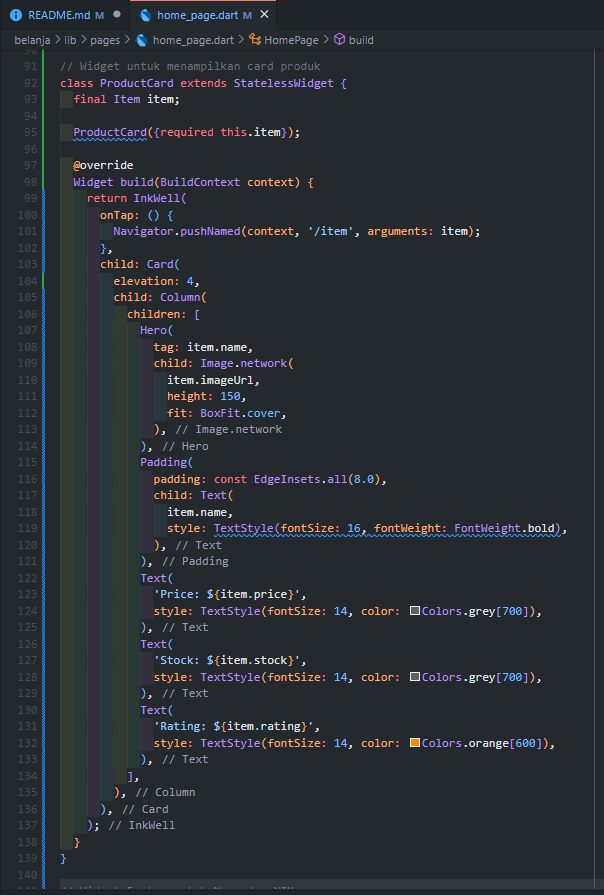 README.md M
home_page.dart M
belanja > lib > pages > home_page.dart > HomePage > build
91 // Widget untuk menampilkan card produk
92 class ProductCard extends StatelessWidget {
93   final Item item;
94
95   ProductCard({required this.item});
96
97   @override
98   Widget build(BuildContext context) {
99     return InkWell(
100       onTap: () {
101         Navigator.pushNamed(context, '/item', arguments: item);
102       },
103       child: Card(
104         elevation: 4,
105         child: Column(
106           children: [
107             Hero(
108               tag: item.name,
109               child: Image.network(
110                 item.imageUrl,
111                 height: 150,
112                 fit: BoxFit.cover,
113               ), // Image.network
114             ), // Hero
115             Padding(
116               padding: const EdgeInsets.all(8.0),
117               child: Text(
118                 item.name,
119                 style: TextStyle(fontSize: 16, fontWeight: FontWeight.bold),
120               ), // Text
121             ), // Padding
122             Text(
123               'Price: ${item.price}',
124               style: TextStyle(fontSize: 14, color: Colors.grey[700]),
125             ), // Text
126             Text(
127               'Stock: ${item.stock}',
128               style: TextStyle(fontSize: 14, color: Colors.grey[700]),
129             ), // Text
130             Text(
131               'Rating: ${item.rating}',
132               style: TextStyle(fontSize: 14, color: Colors.orange[600]),
133             ), // Text
134           ],
135         ), // Column
136       ), // Card
137     ); // InkWell
138   }
139 }
140